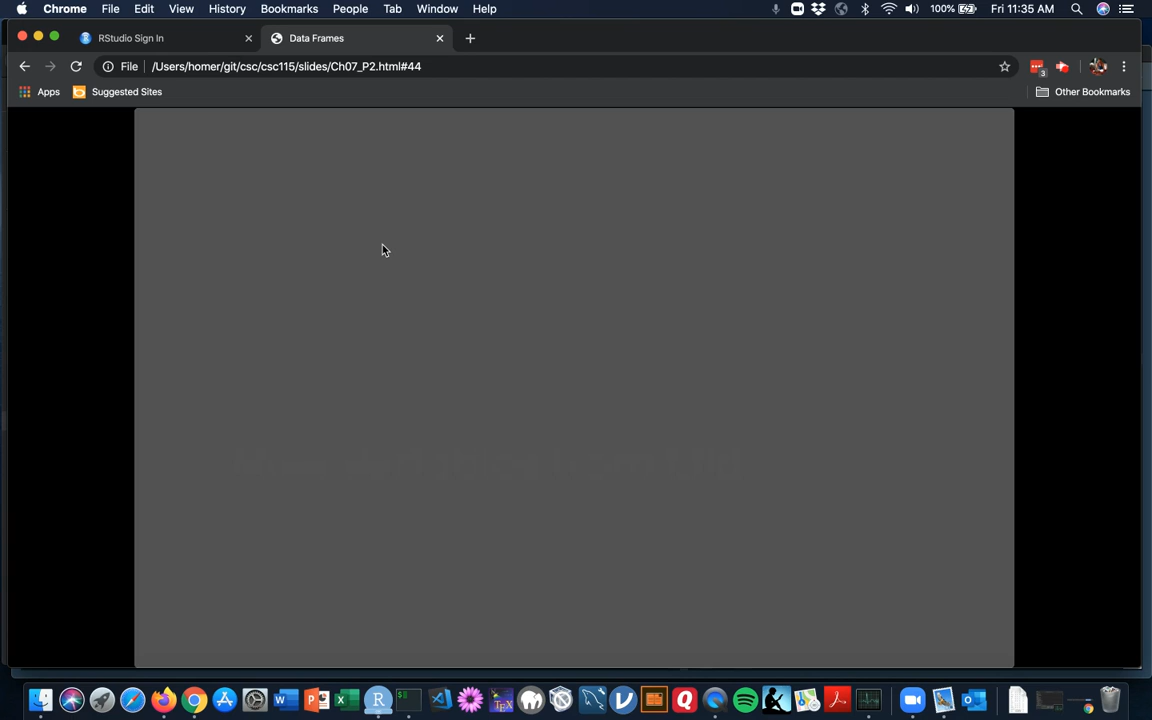 Chrome File Edit View History Bookmarks People Tab Window Help 100% Fri 11:35 AM
RStudio Sign In Data Frames
File /Users/homer/git/csc/csc115/slides/Ch07_P2.html#44 3
Apps Suggested Sites Other Bookmarks